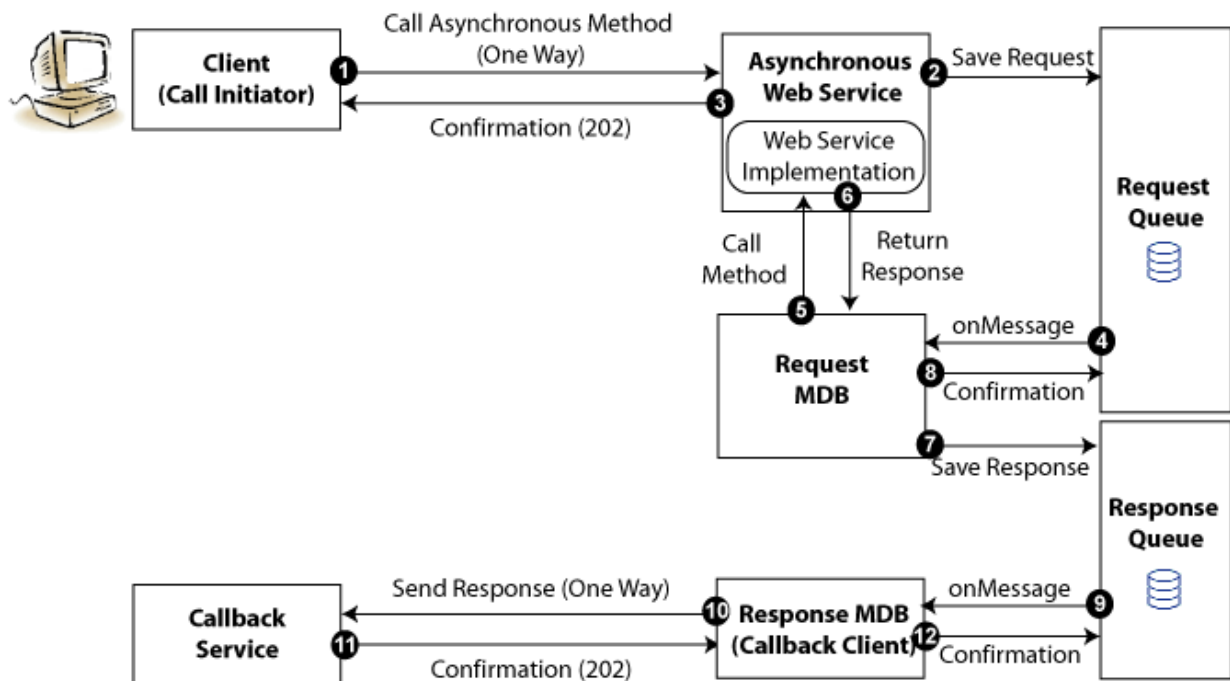 Call Asynchronous Method
(One Way)
Client
(Call Initiator)
1
3
Confirmation (202)
Asynchronous
Web Service
2
Save Request
Web Service
Implementation
6
Request
Queue
Call
Method
Return
Response
5
onMessage
4
Request
MDB
8
Confirmation
7
Save Response
Response
Queue
Callback
Service
Send Response (One Way)
10
11
Confirmation (202)
Response MDB
(Callback Client)
onMessage
9
12
Confirmation